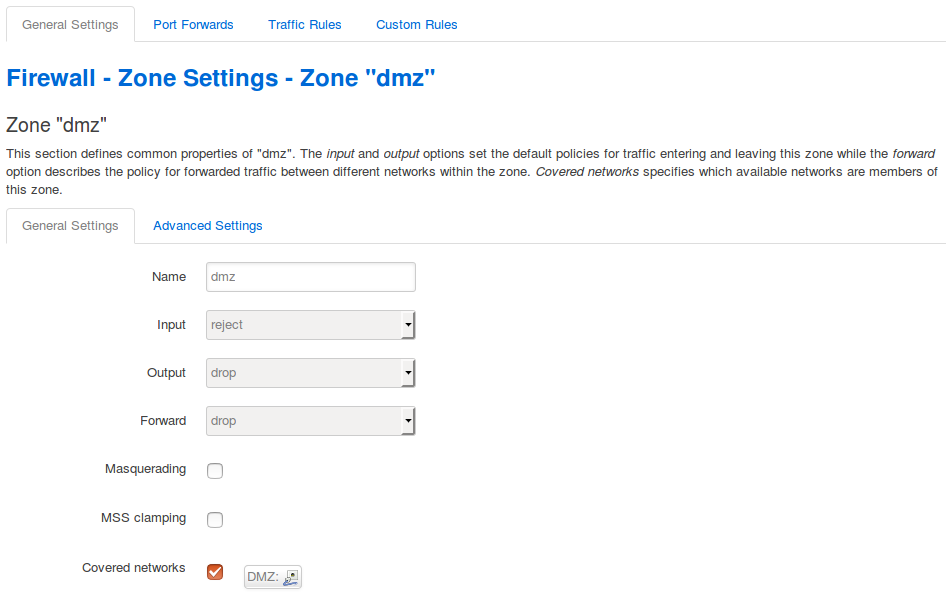 General Settings Port Forwards Traffic Rules Custom Rules
Firewall - Zone Settings - Zone "dmz"
Zone "dmz"
This section defines common properties of "dmz". The input and output options set the default policies for traffic entering and leaving this zone while the forward
option describes the policy for forwarded traffic between different networks within the zone. Covered networks specifies which available networks are members of
this zone.
General Settings Advanced Settings
Name dmz
Input reject
Output drop
Forward drop
Masquerading
MSS clamping
Covered networks DMZ: